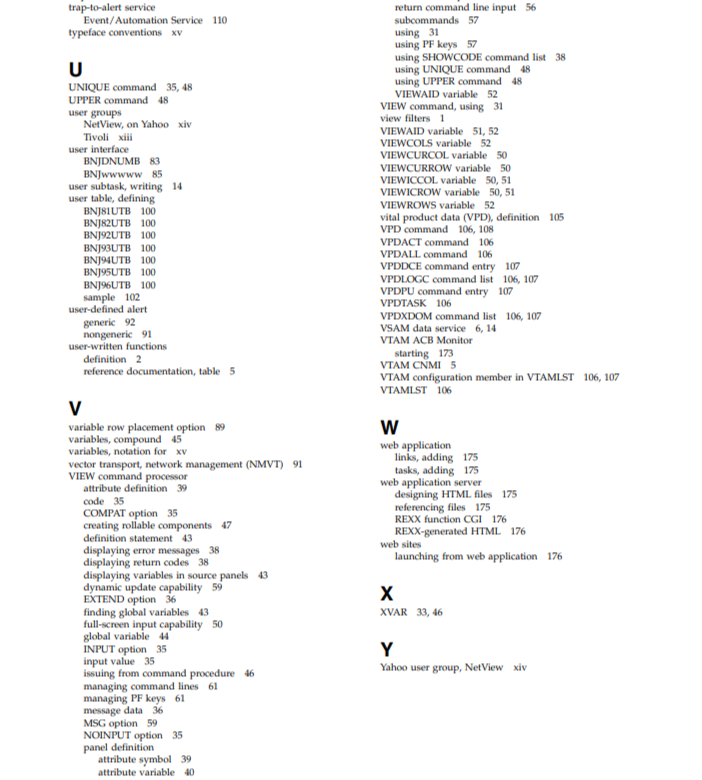 trap-to-alert service
Event/Automation Service 110
typeface conventions xv
U
UNIQUE command 35, 48
UPPER command 48
user groups
NetView, on Yahoo xiv
Tivoli xiii
user interface
BNJDNUMB 83
BNJwwwww 85
user subtask, writing 14
user table, defining
BNJ81UTB 100
BNJ82UTB 100
BNJ92UTB 100
BNJ93UTB 100
BNJ94UTB 100
BNJ95UTB 100
BNJ96UTB 100
sample 102
user-defined alert
generic 92
nongeneric 91
user-written functions
definition 2
reference documentation, table 5
V
variable row placement option 89
variables, compound 45
variables, notation for xv
vector transport, network management (NMVT) 91
VIEW command processor
attribute definition 39
code 35
COMPAT option 35
creating rollable components 47
definition statement 43
displaying error messages 38
displaying return codes 38
displaying variables in source panels 43
dynamic update capability 59
EXTEND option 36
finding global variables 43
full-screen input capability 50
global variable 44
INPUT option 35
input value 35
issuing from command procedure 46
managing command lines 61
managing PF keys 61
message data 36
MSG option 59
NOINPUT option 35
panel definition
attribute symbol 39
attribute variable 40
return command line input 56
subcommands 57
using 31
using PF keys 57
using SHOWCODE command list 38
using UNIQUE command 48
using UPPER command 48
VIEWAID variable 52
VIEW command, using 31
view filters 1
VIEWAID variable 51, 52
VIEWCOLS variable 52
VIEWCURCOL variable 50
VIEWCURROW variable 50
VIEWICCOL variable 50, 51
VIEWICROW variable 50, 51
VIEWROWS variable 52
vital product data (VPD), definition 105
VPD command 106, 108
VPDACT command 106
VPDALL command 106
VPDDCE command entry 107
VPDLOGC command list 106, 107
VPDPU command entry 107
VPDTASK 106
VPDXDOM command list 106, 107
VSAM data service 6, 14
VTAM ACB Monitor
starting 173
VTAM CNMI 5
VTAM configuration member in VTAMLST 106, 107
VTAMLST 106
W
web application
links, adding 175
tasks, adding 175
web application server
designing HTML files 175
referencing files 175
REXX function CGI 176
REXX-generated HTML 176
web sites
launching from web application 176
X
XVAR 33, 46
Y
Yahoo user group, NetView xiv